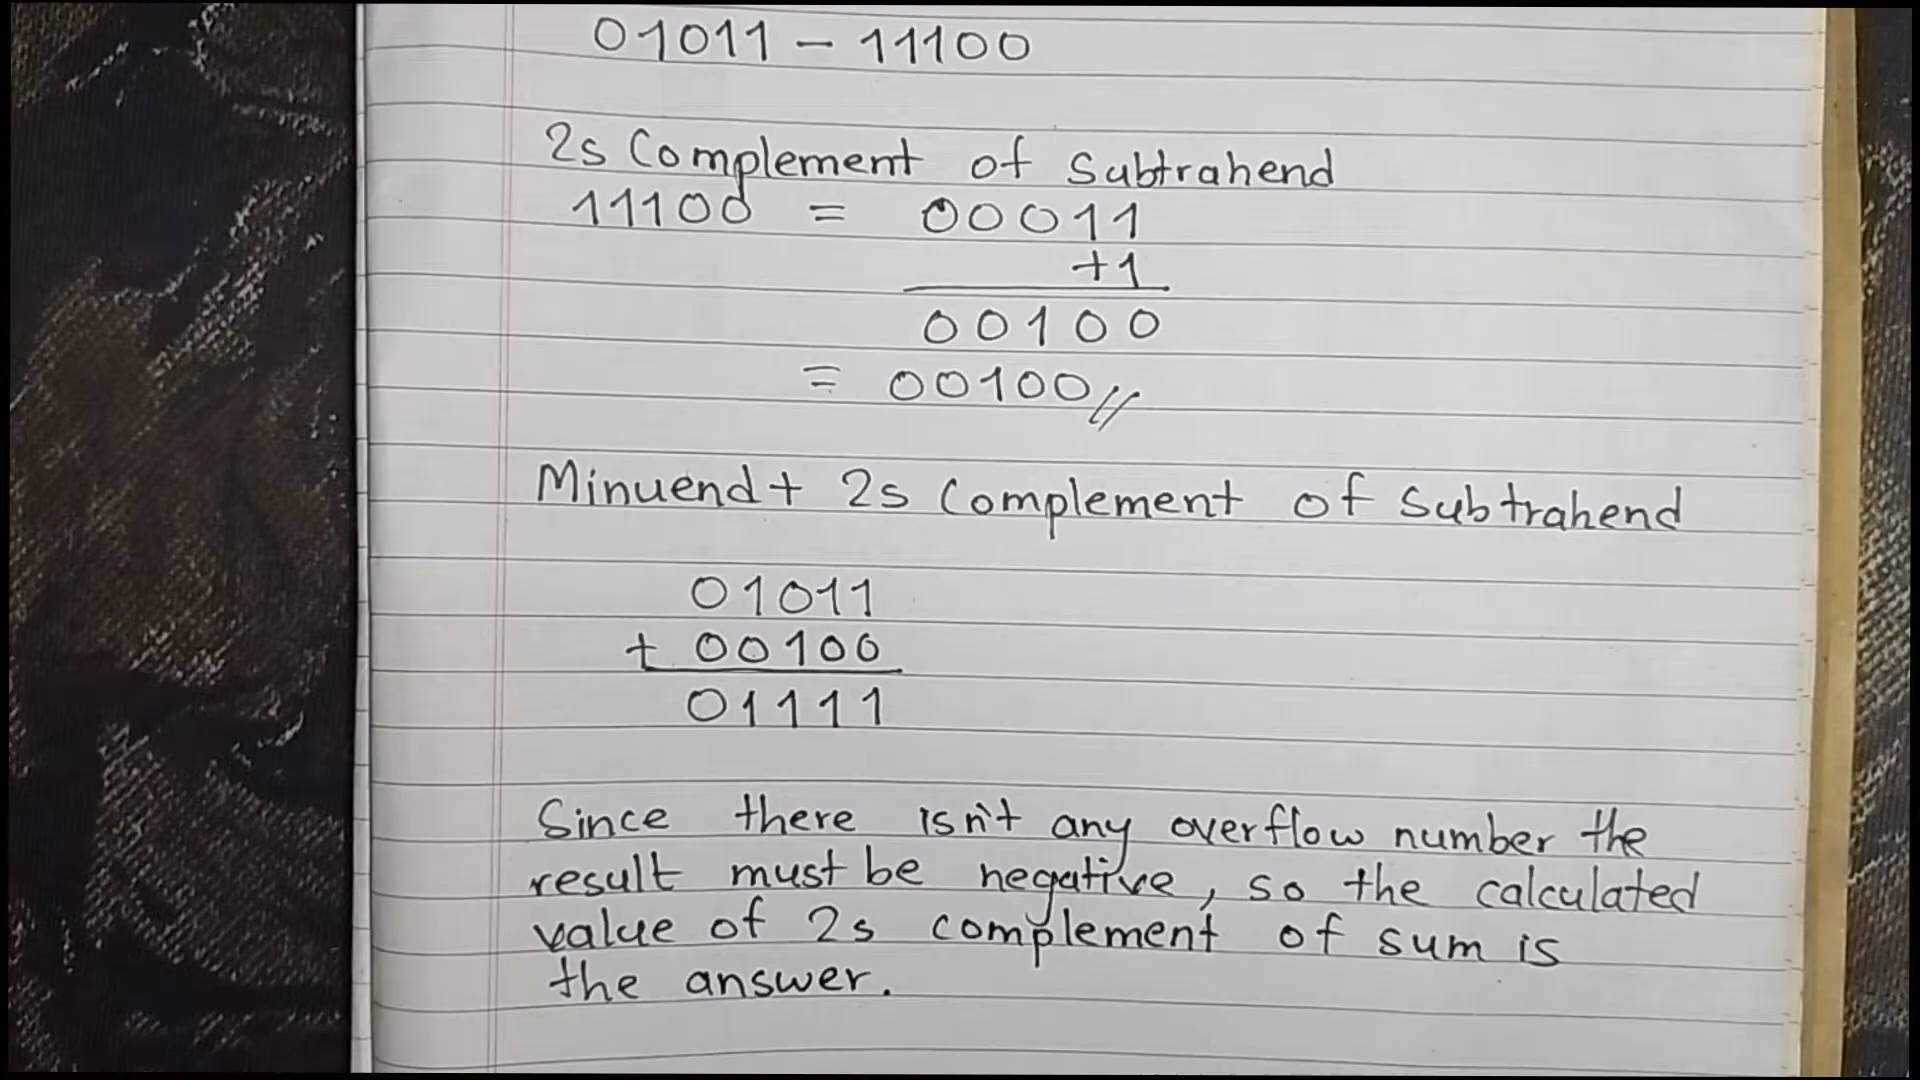 01011 - 11100
2s Complement of Subtrahend
11100 = 00011
+1
00100
= 00100//
Minuend + 2s Complement of Subtrahend
01011
+ 00100
01111
Since there isn't any overflow number the
result must be negative, so the calculated
value of 2s complement of sum is
the answer.